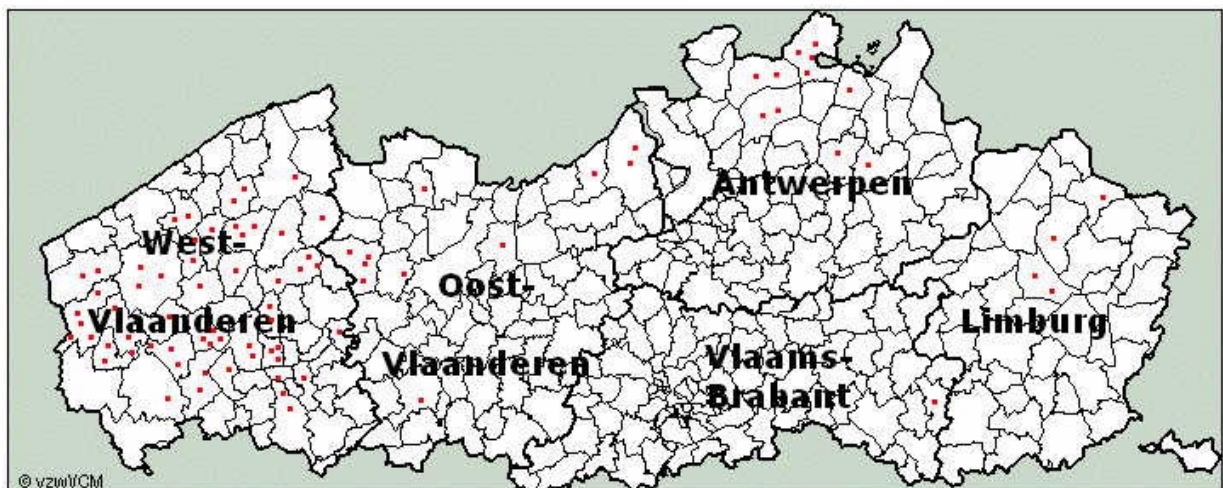 West-
Vlaanderen
Oost-
Vlaanderen
Antwerpen
Vlaams-
Brabant
Limburg
© vzwVCM